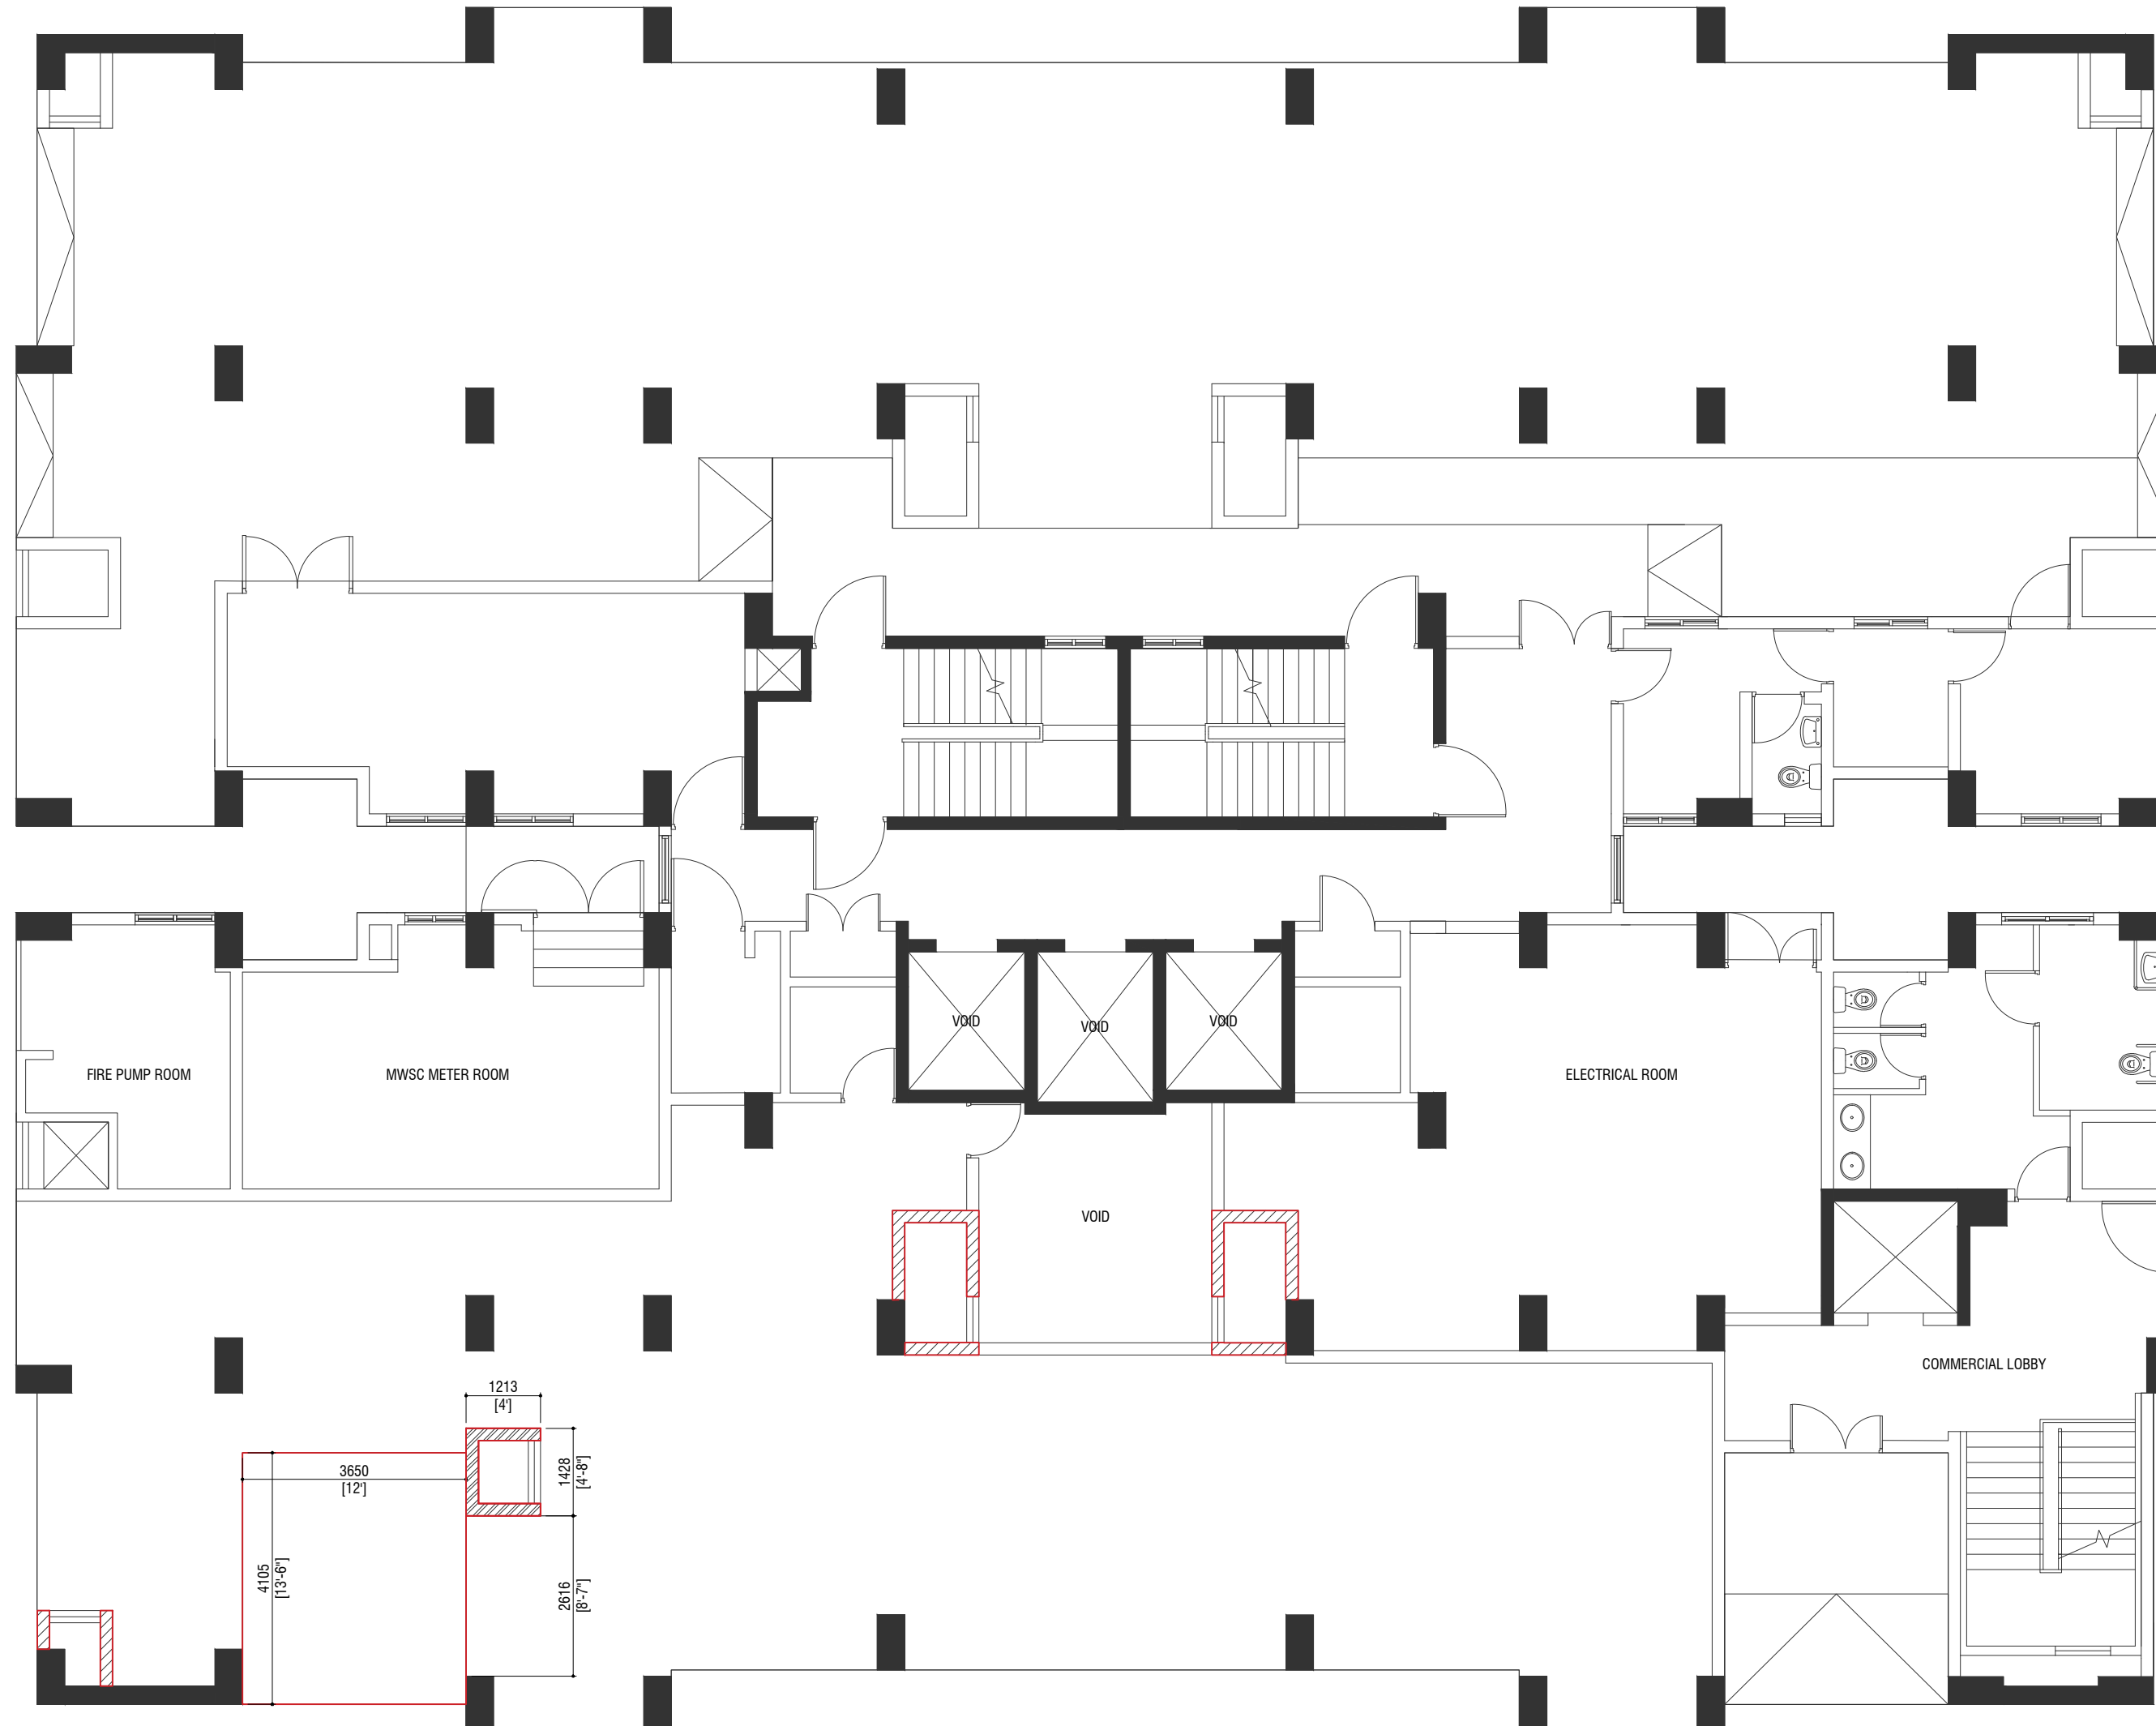 VOID
VOID
VOID
FIRE PUMP ROOM
MWSC METER ROOM
ELECTRICAL ROOM
VOID
COMMERCIAL LOBBY
1213
[4']
3650
[12']
1428
[4'-8"]
4105
[13'-6"]
2616
[8'-7"]